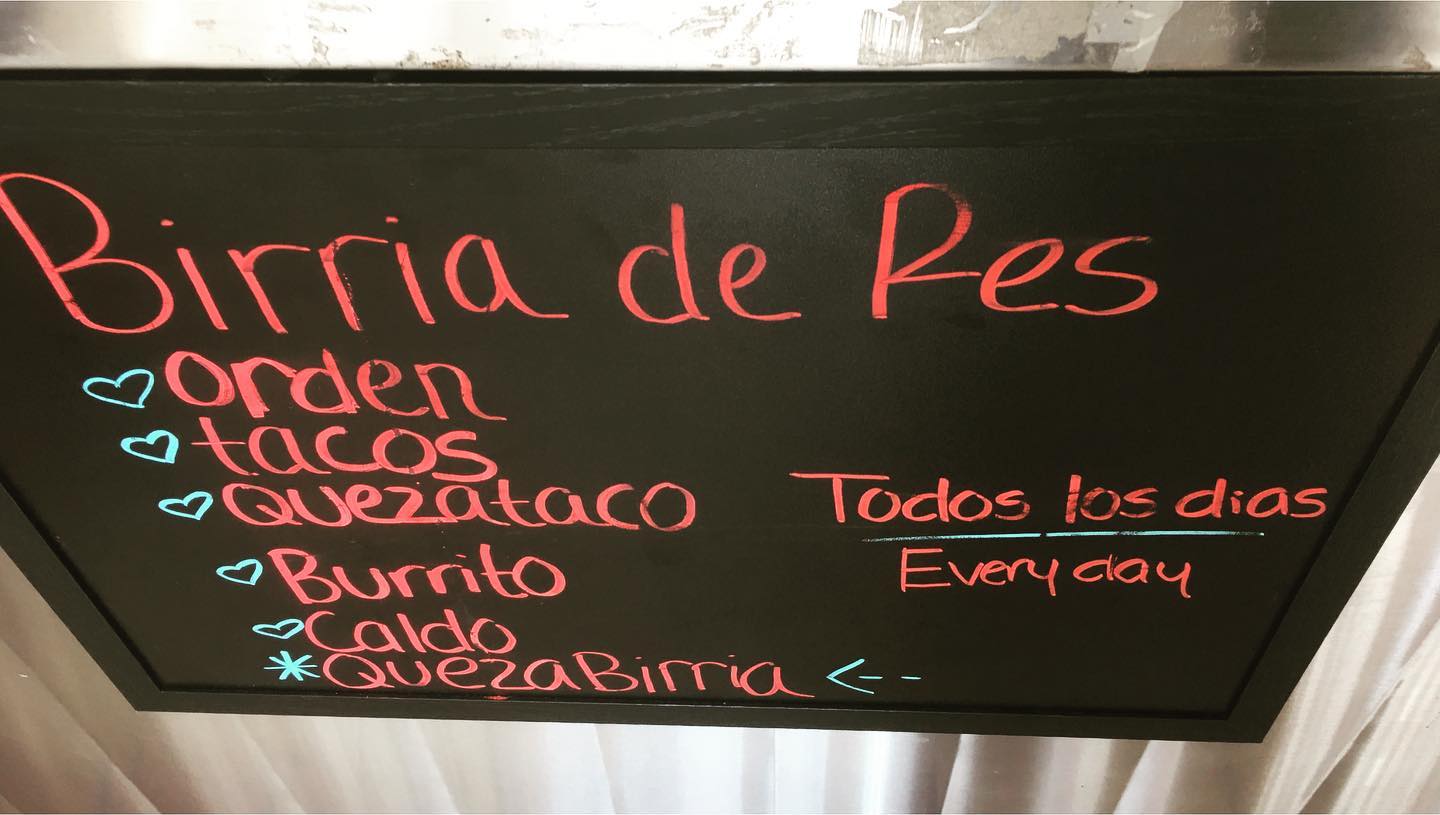 Birria de Res
orden
tacos
Quezataco
Burrito
Caldo
*QuezaBirria <--
Todos los dias
Every day